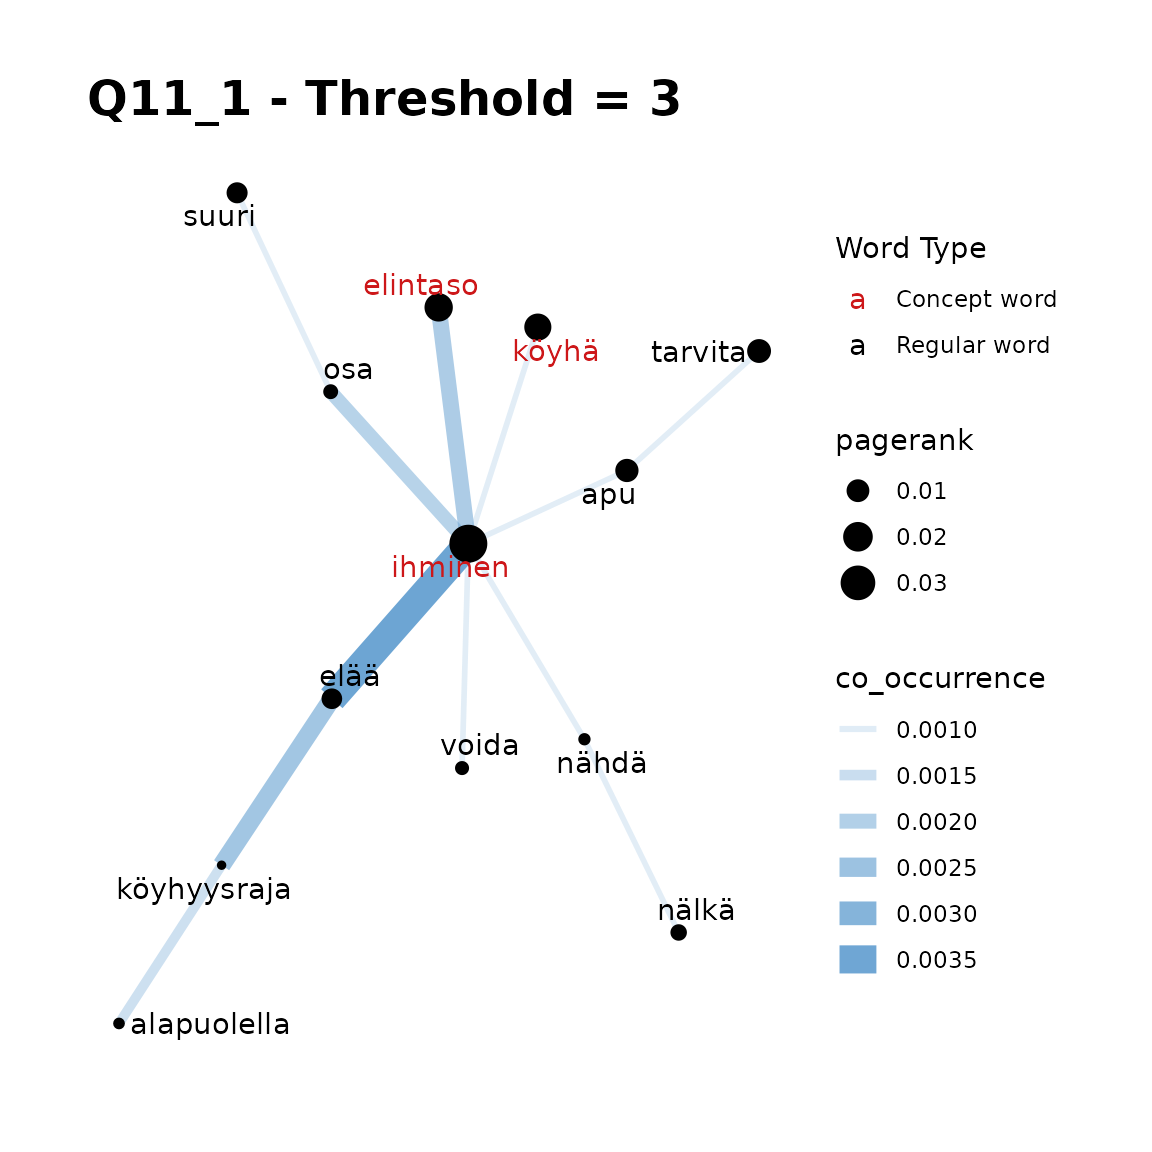 Q11_1 - Threshold = 3
suuri
elintaso
köyhä
tarvita
osa
apu
ihminen
elää
voida
nähdä
köyhyysraja
nälkä
alapuolella
Word Type
a Concept word
a Regular word
pagerank
0.01
0.02
0.03
co_occurrence
0.0010
0.0015
0.0020
0.0025
0.0030
0.0035